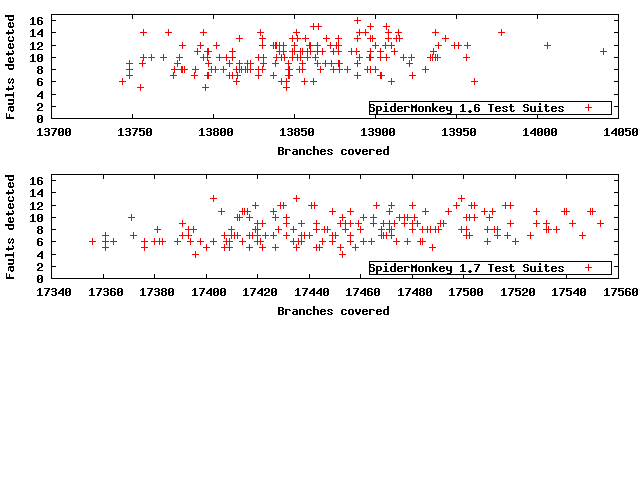 Faults detected
16
14
12
10
8
6
4
2
0
SpiderMonkey 1.6 Test Suites
13700 13750 13800 13850 13900 13950 14000 14050
Branches covered
Faults detected
16
14
12
10
8
6
4
2
0
SpiderMonkey 1.7 Test Suites
17340 17360 17380 17400 17420 17440 17460 17480 17500 17520 17540 17560
Branches covered